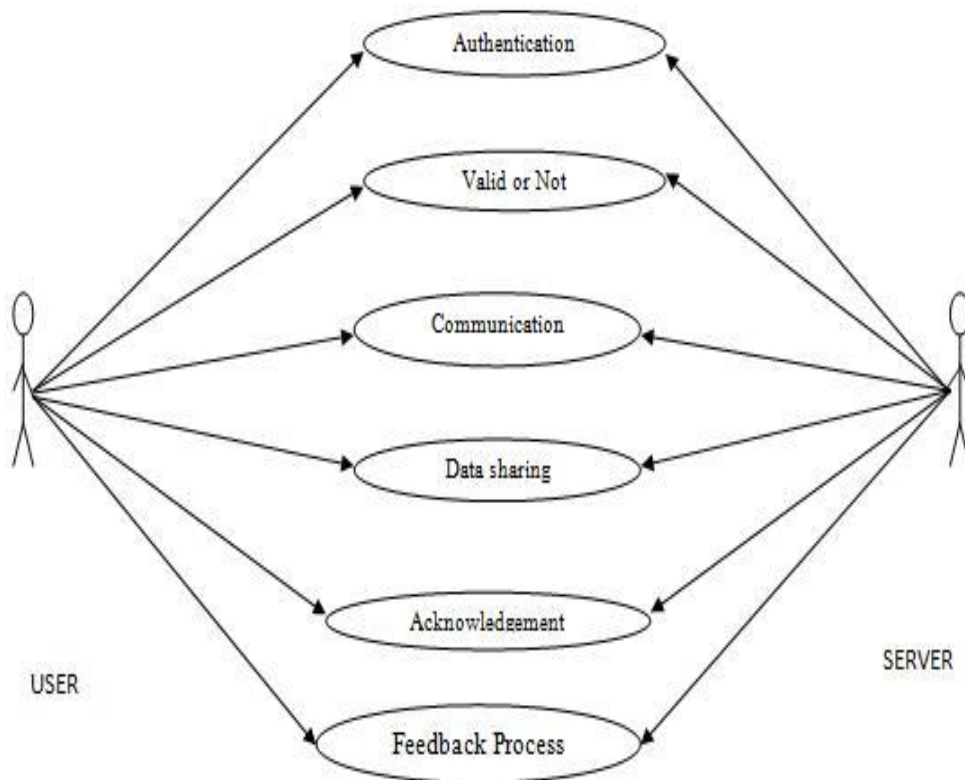 Authentication
Valid or Not
Communication
Data sharing
Acknowledgement
USER
SERVER
Feedback Process